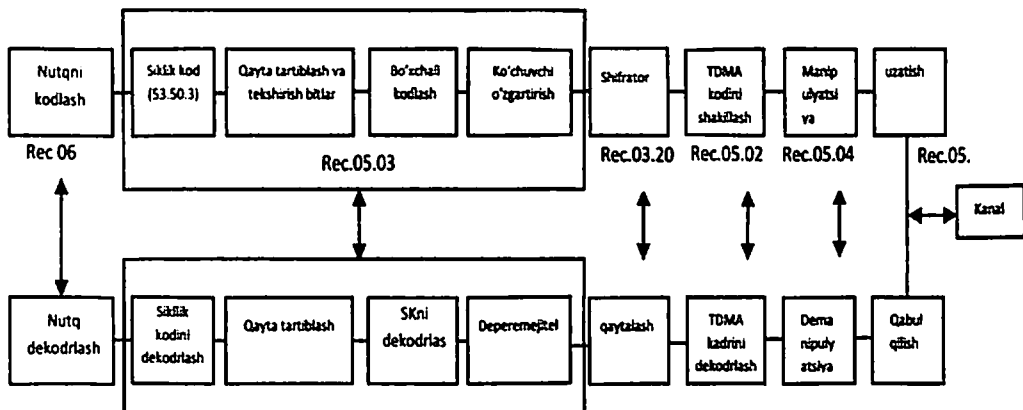 Nutqni
kodlash
Siklik kod
(53.50.3)
Qayta tartiblash va
tekshirish bitlar
Bo'xchali
kodlash
Ko'chuvchi
o'zgartirish
Shifrator
TDMA
kodini
shakillash
Manip
ulyatsi
ya
uzatish
Rec 06
Rec.05.03
Rec.03.20
Rec.05.02
Rec.05.04
Rec.05.
Kanal
Nutq
dekodrlash
Siklik
kodini
dekodrlash
Qayta tartiblash
SKni
dekodrlas
Deperemejitel
qaytalash
TDMA
kadrini
dekodrlash
Dema
nipuly
atsiya
Qabul
qilish